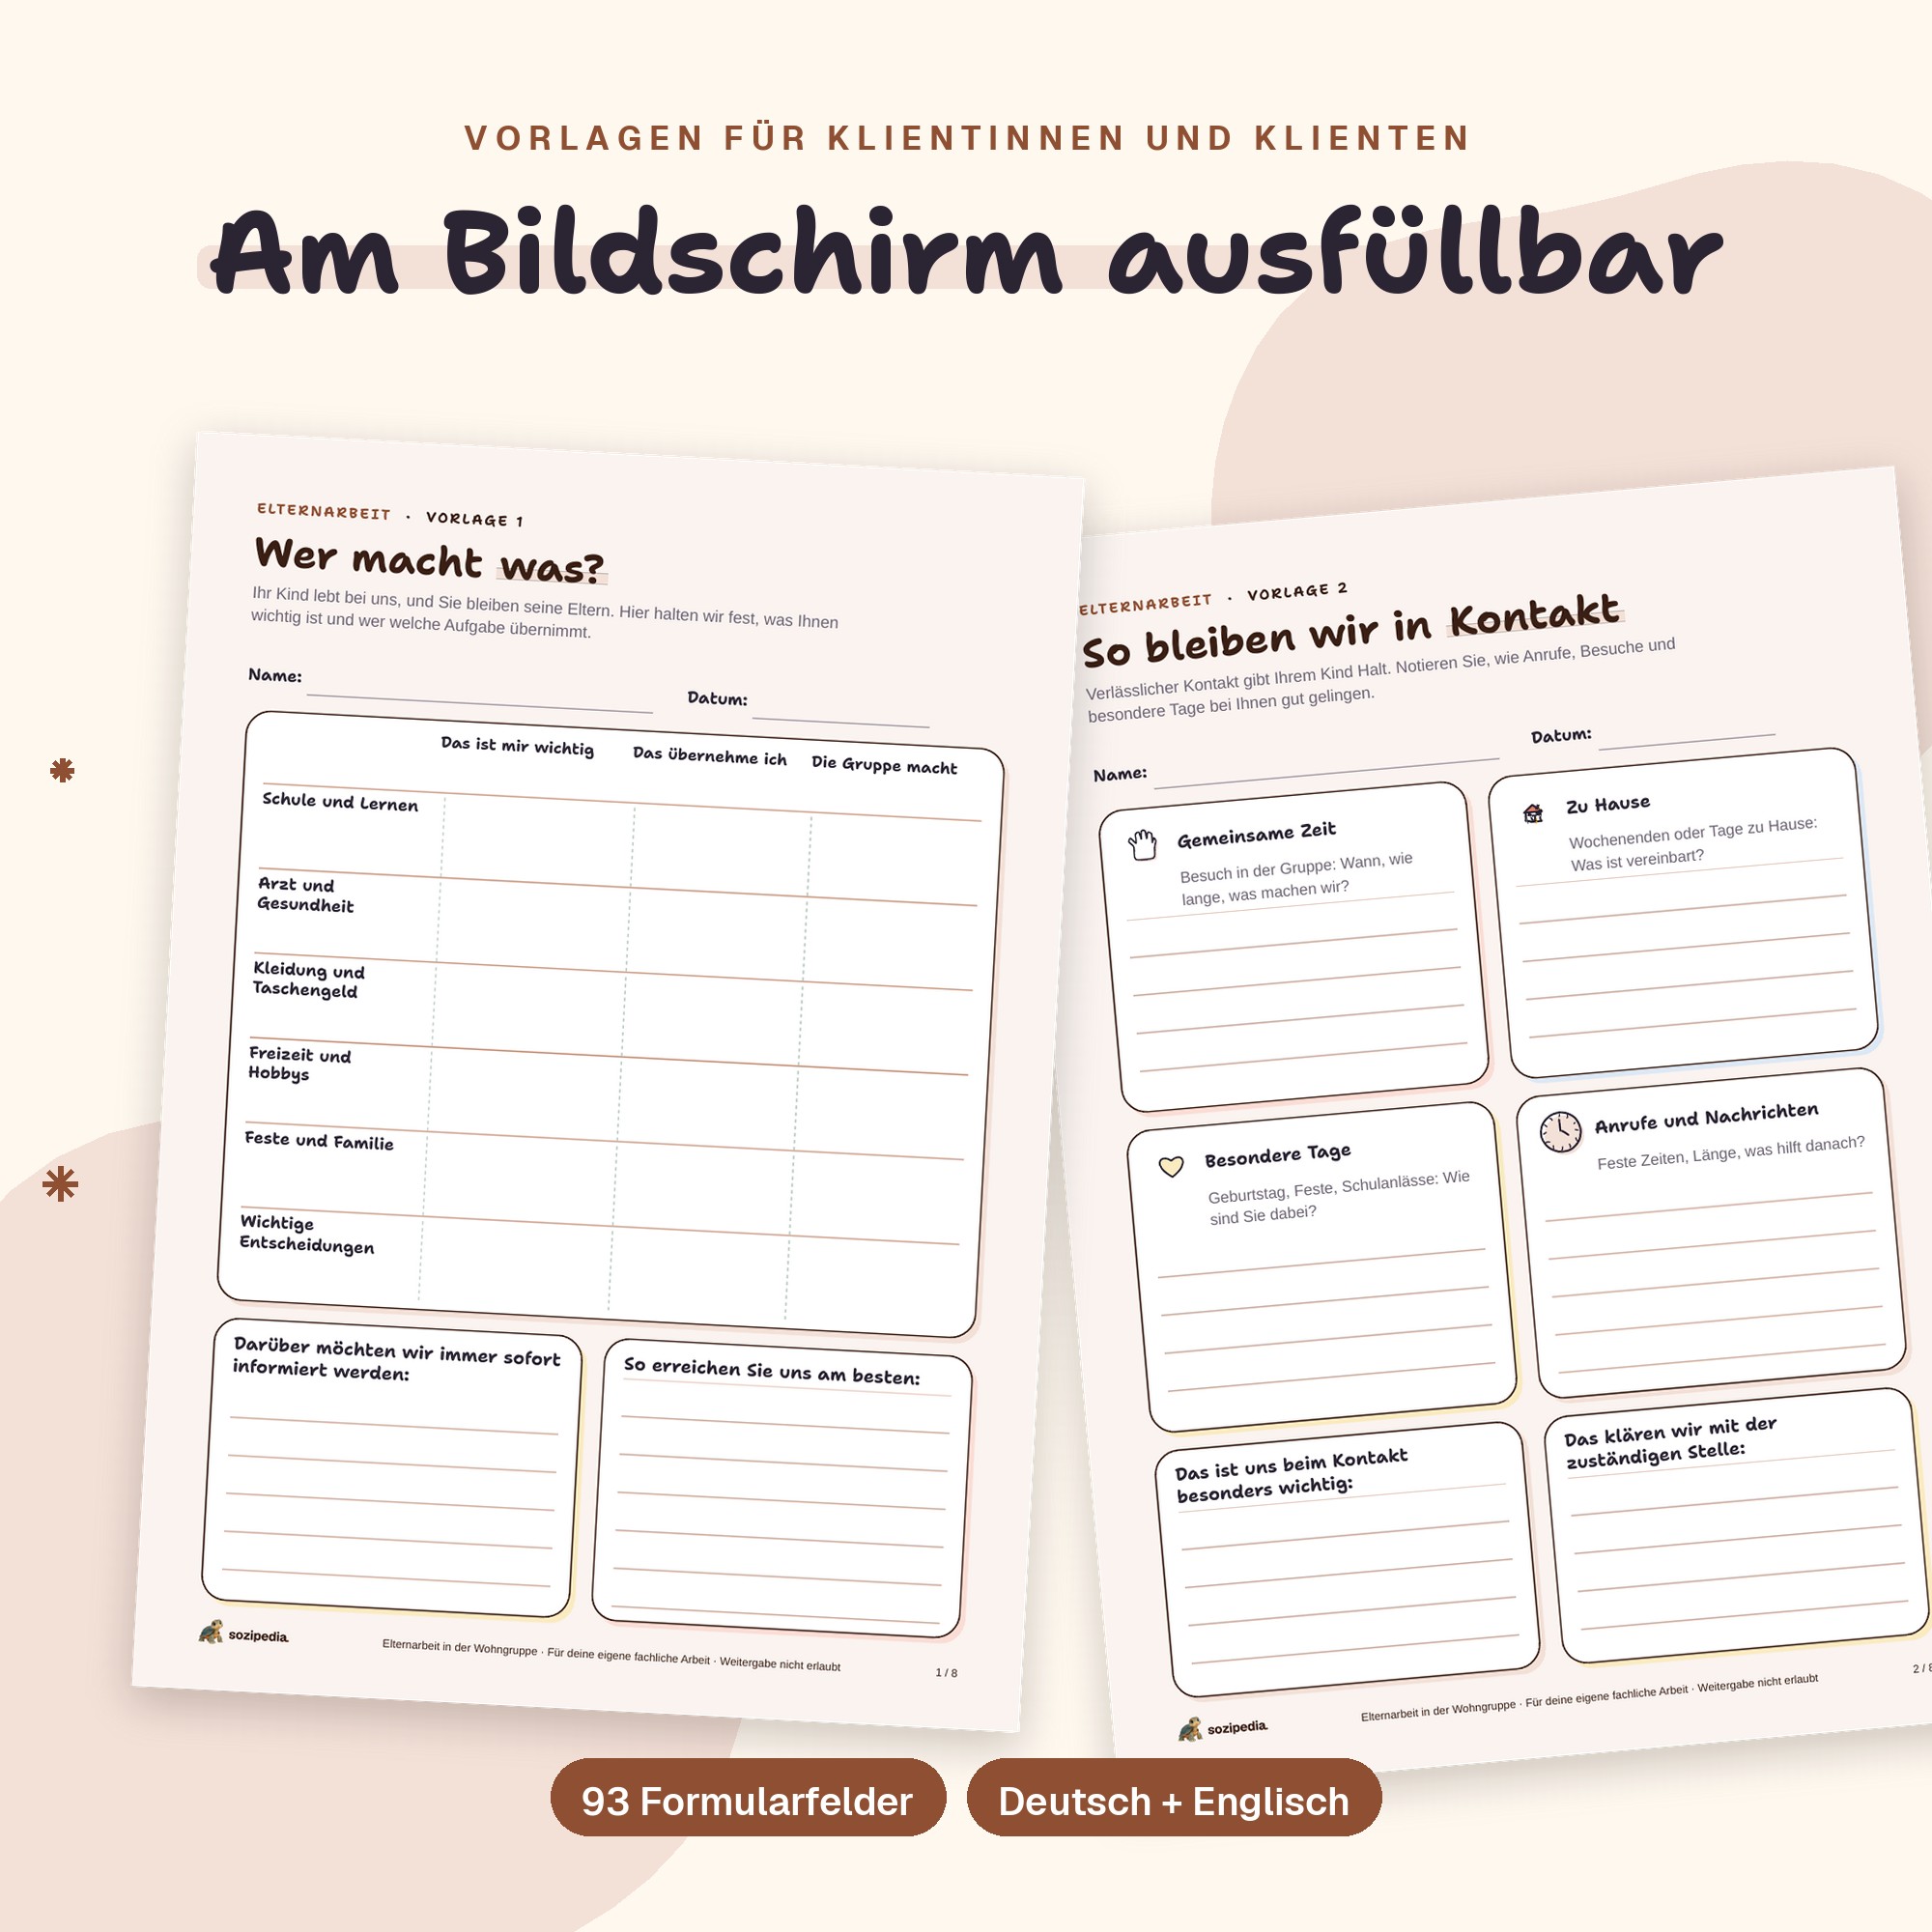 VORLAGEN FÜR KLIENTINNEN UND KLIENTEN
Am Bildschirm ausfüllbar
ELTERNARBEIT · VORLAGE 1
Wer macht was?
Ihr Kind lebt bei uns, und Sie bleiben seine Eltern. Hier halten wir fest, was Ihnen
wichtig ist und wer welche Aufgabe übernimmt.
Name:
Datum:
Das ist mir wichtig
Das übernehme ich
Die Gruppe macht
Schule und Lernen
Arzt und
Gesundheit
Kleidung und
Taschengeld
Freizeit und
Hobbys
Feste und Familie
Wichtige
Entscheidungen
Darüber möchten wir immer sofort
informiert werden:
So erreichen Sie uns am besten:
sozipedia.
Elternarbeit in der Wohngruppe · Für deine eigene fachliche Arbeit · Weitergabe nicht erlaubt
1 / 8
ELTERNARBEIT · VORLAGE 2
So bleiben wir in Kontakt
Verlässlicher Kontakt gibt Ihrem Kind Halt. Notieren Sie, wie Anrufe, Besuche und
besondere Tage bei Ihnen gut gelingen.
Name:
Datum:
Gemeinsame Zeit
Besuch in der Gruppe: Wann, wie
lange, was machen wir?
Zu Hause
Wochenenden oder Tage zu Hause:
Was ist vereinbart?
Besondere Tage
Geburtstag, Feste, Schulanlässe: Wie
sind Sie dabei?
Anrufe und Nachrichten
Feste Zeiten, Länge, was hilft danach?
Das ist uns beim Kontakt
besonders wichtig:
Das klären wir mit der
zuständigen Stelle:
sozipedia.
Elternarbeit in der Wohngruppe · Für deine eigene fachliche Arbeit · Weitergabe nicht erlaubt
2 / 8
93 Formularfelder
Deutsch + Englisch